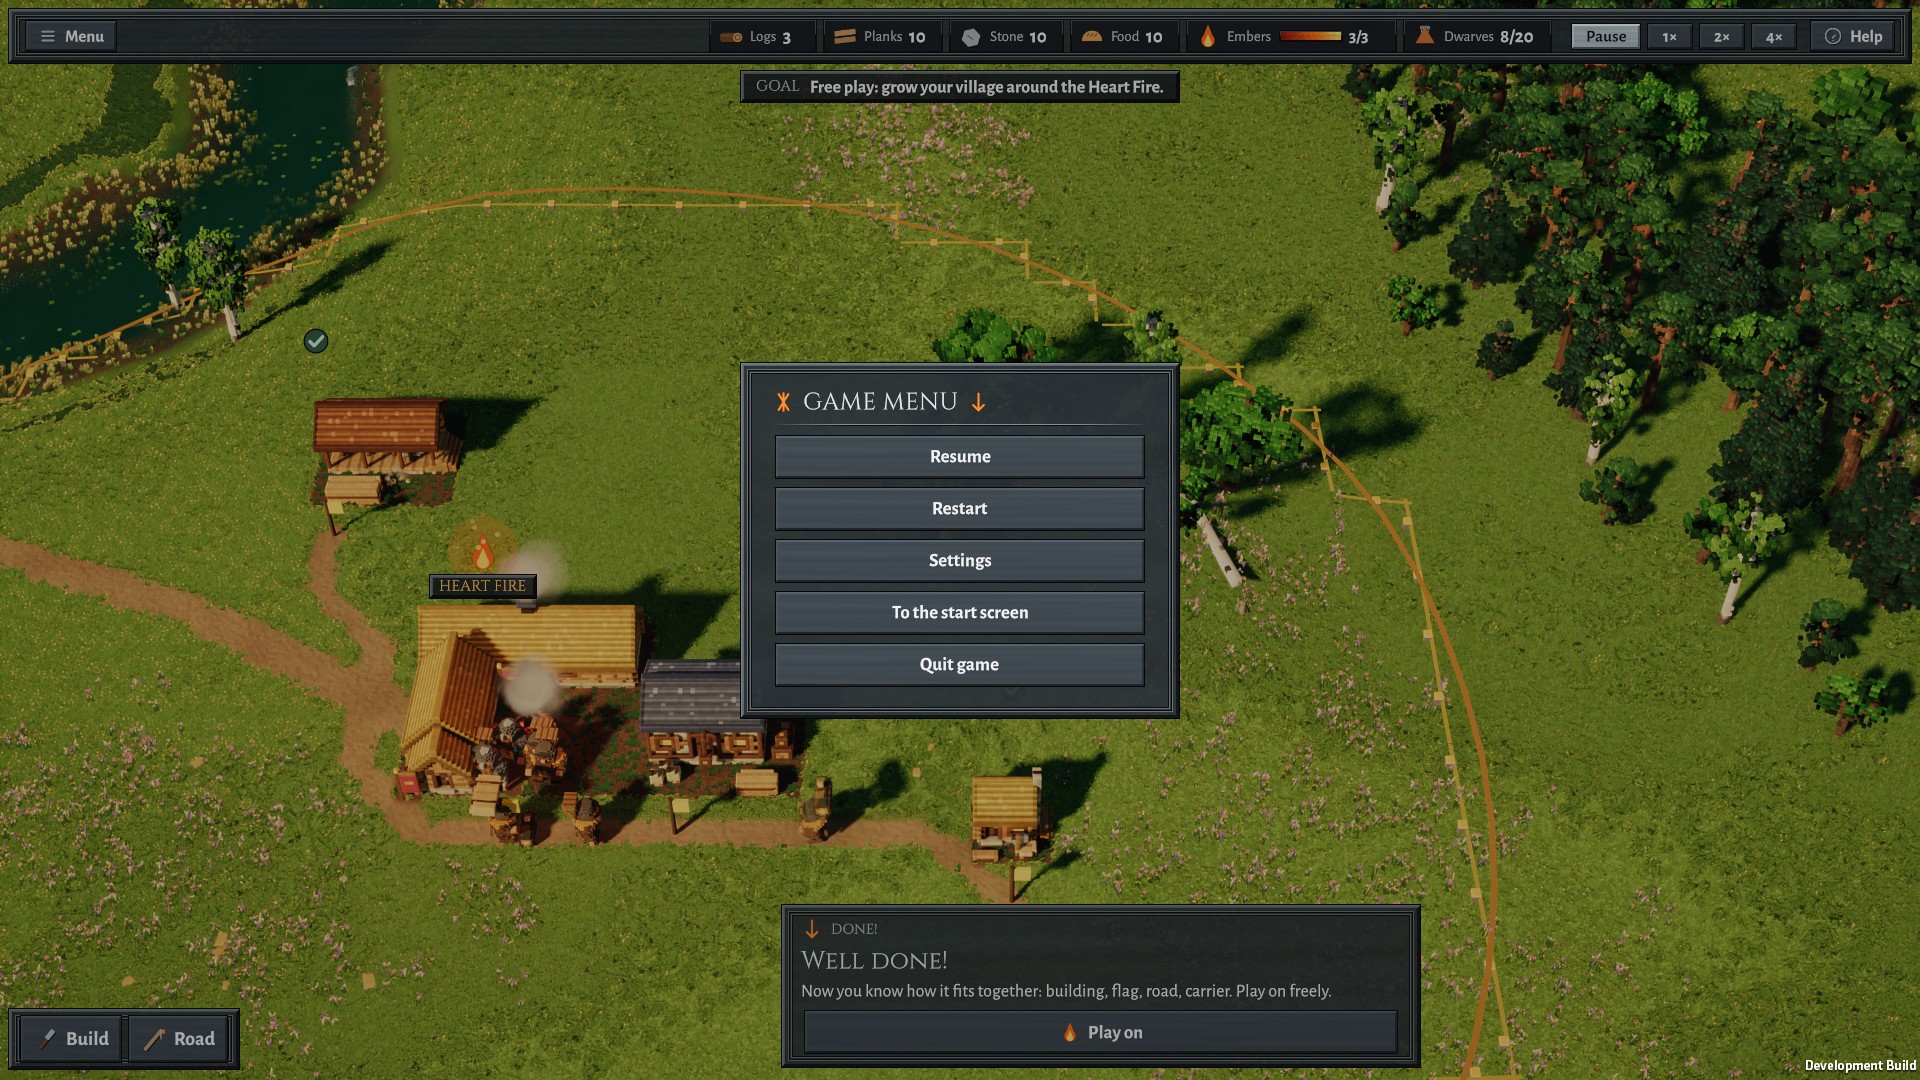 Menu
Logs 3
Planks 10
Stone 10
Food 10
Embers 3/3
Dwarves 8/20
Pause
1×
2×
4×
Help
GOAL Free play: grow your village around the Heart Fire.
GAME MENU
Resume
Restart
Settings
To the start screen
Quit game
HEART FIRE
DONE!
WELL DONE!
Now you know how it fits together: building, flag, road, carrier. Play on freely.
Play on
Build
Road
Development Build